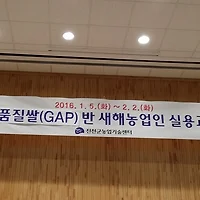 2016. 1. 5.(화) ~ 2. 2.(화)
품질쌀(GAP) 반 새해농업인 실용교
진천군농업기술센터